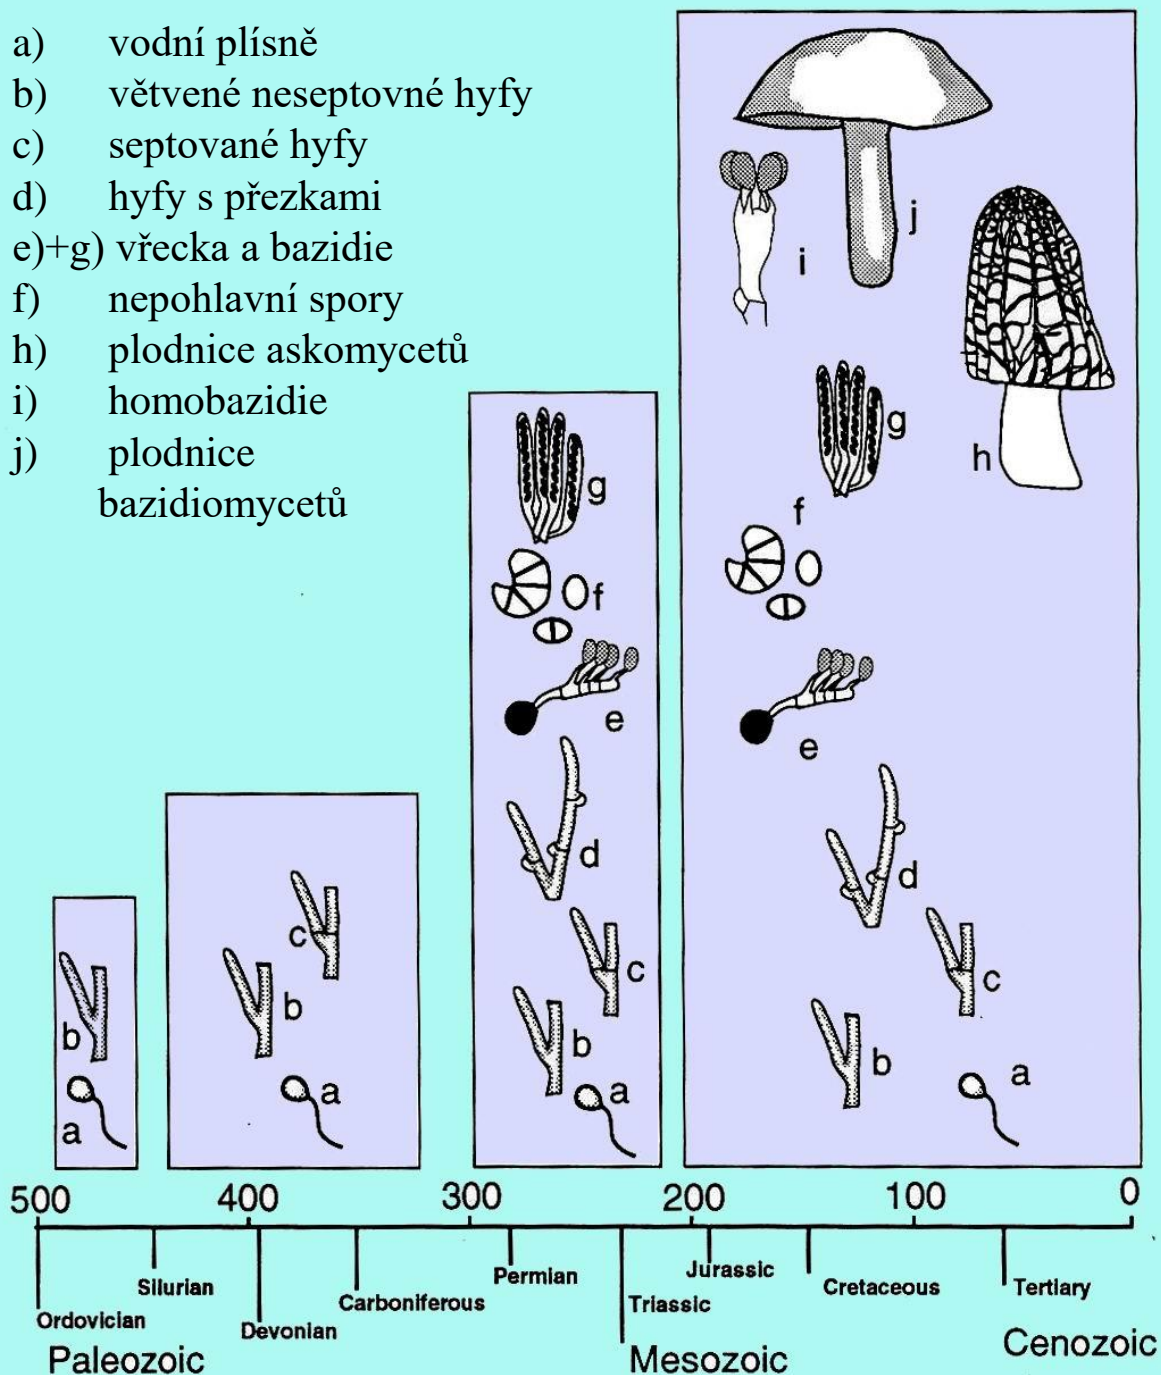 a) vodní plísně
b) větvené neseptovné hyfy
c) septované hyfy
d) hyfy s přezkami
e)+g) vřecka a bazidie
f) nepohlavní spory
h) plodnice askomycetů
i) homobazidie
j) plodnice
bazidiomycetů
j
i
h
g
f
e
d
c
b
a
g
f
e
d
c
b
a
c
b
a
b
a
500 400 300 200 100 0
Ordovician
Silurian
Devonian
Carboniferous
Permian
Triassic
Jurassic
Cretaceous
Tertiary
Paleozoic Mesozoic Cenozoic